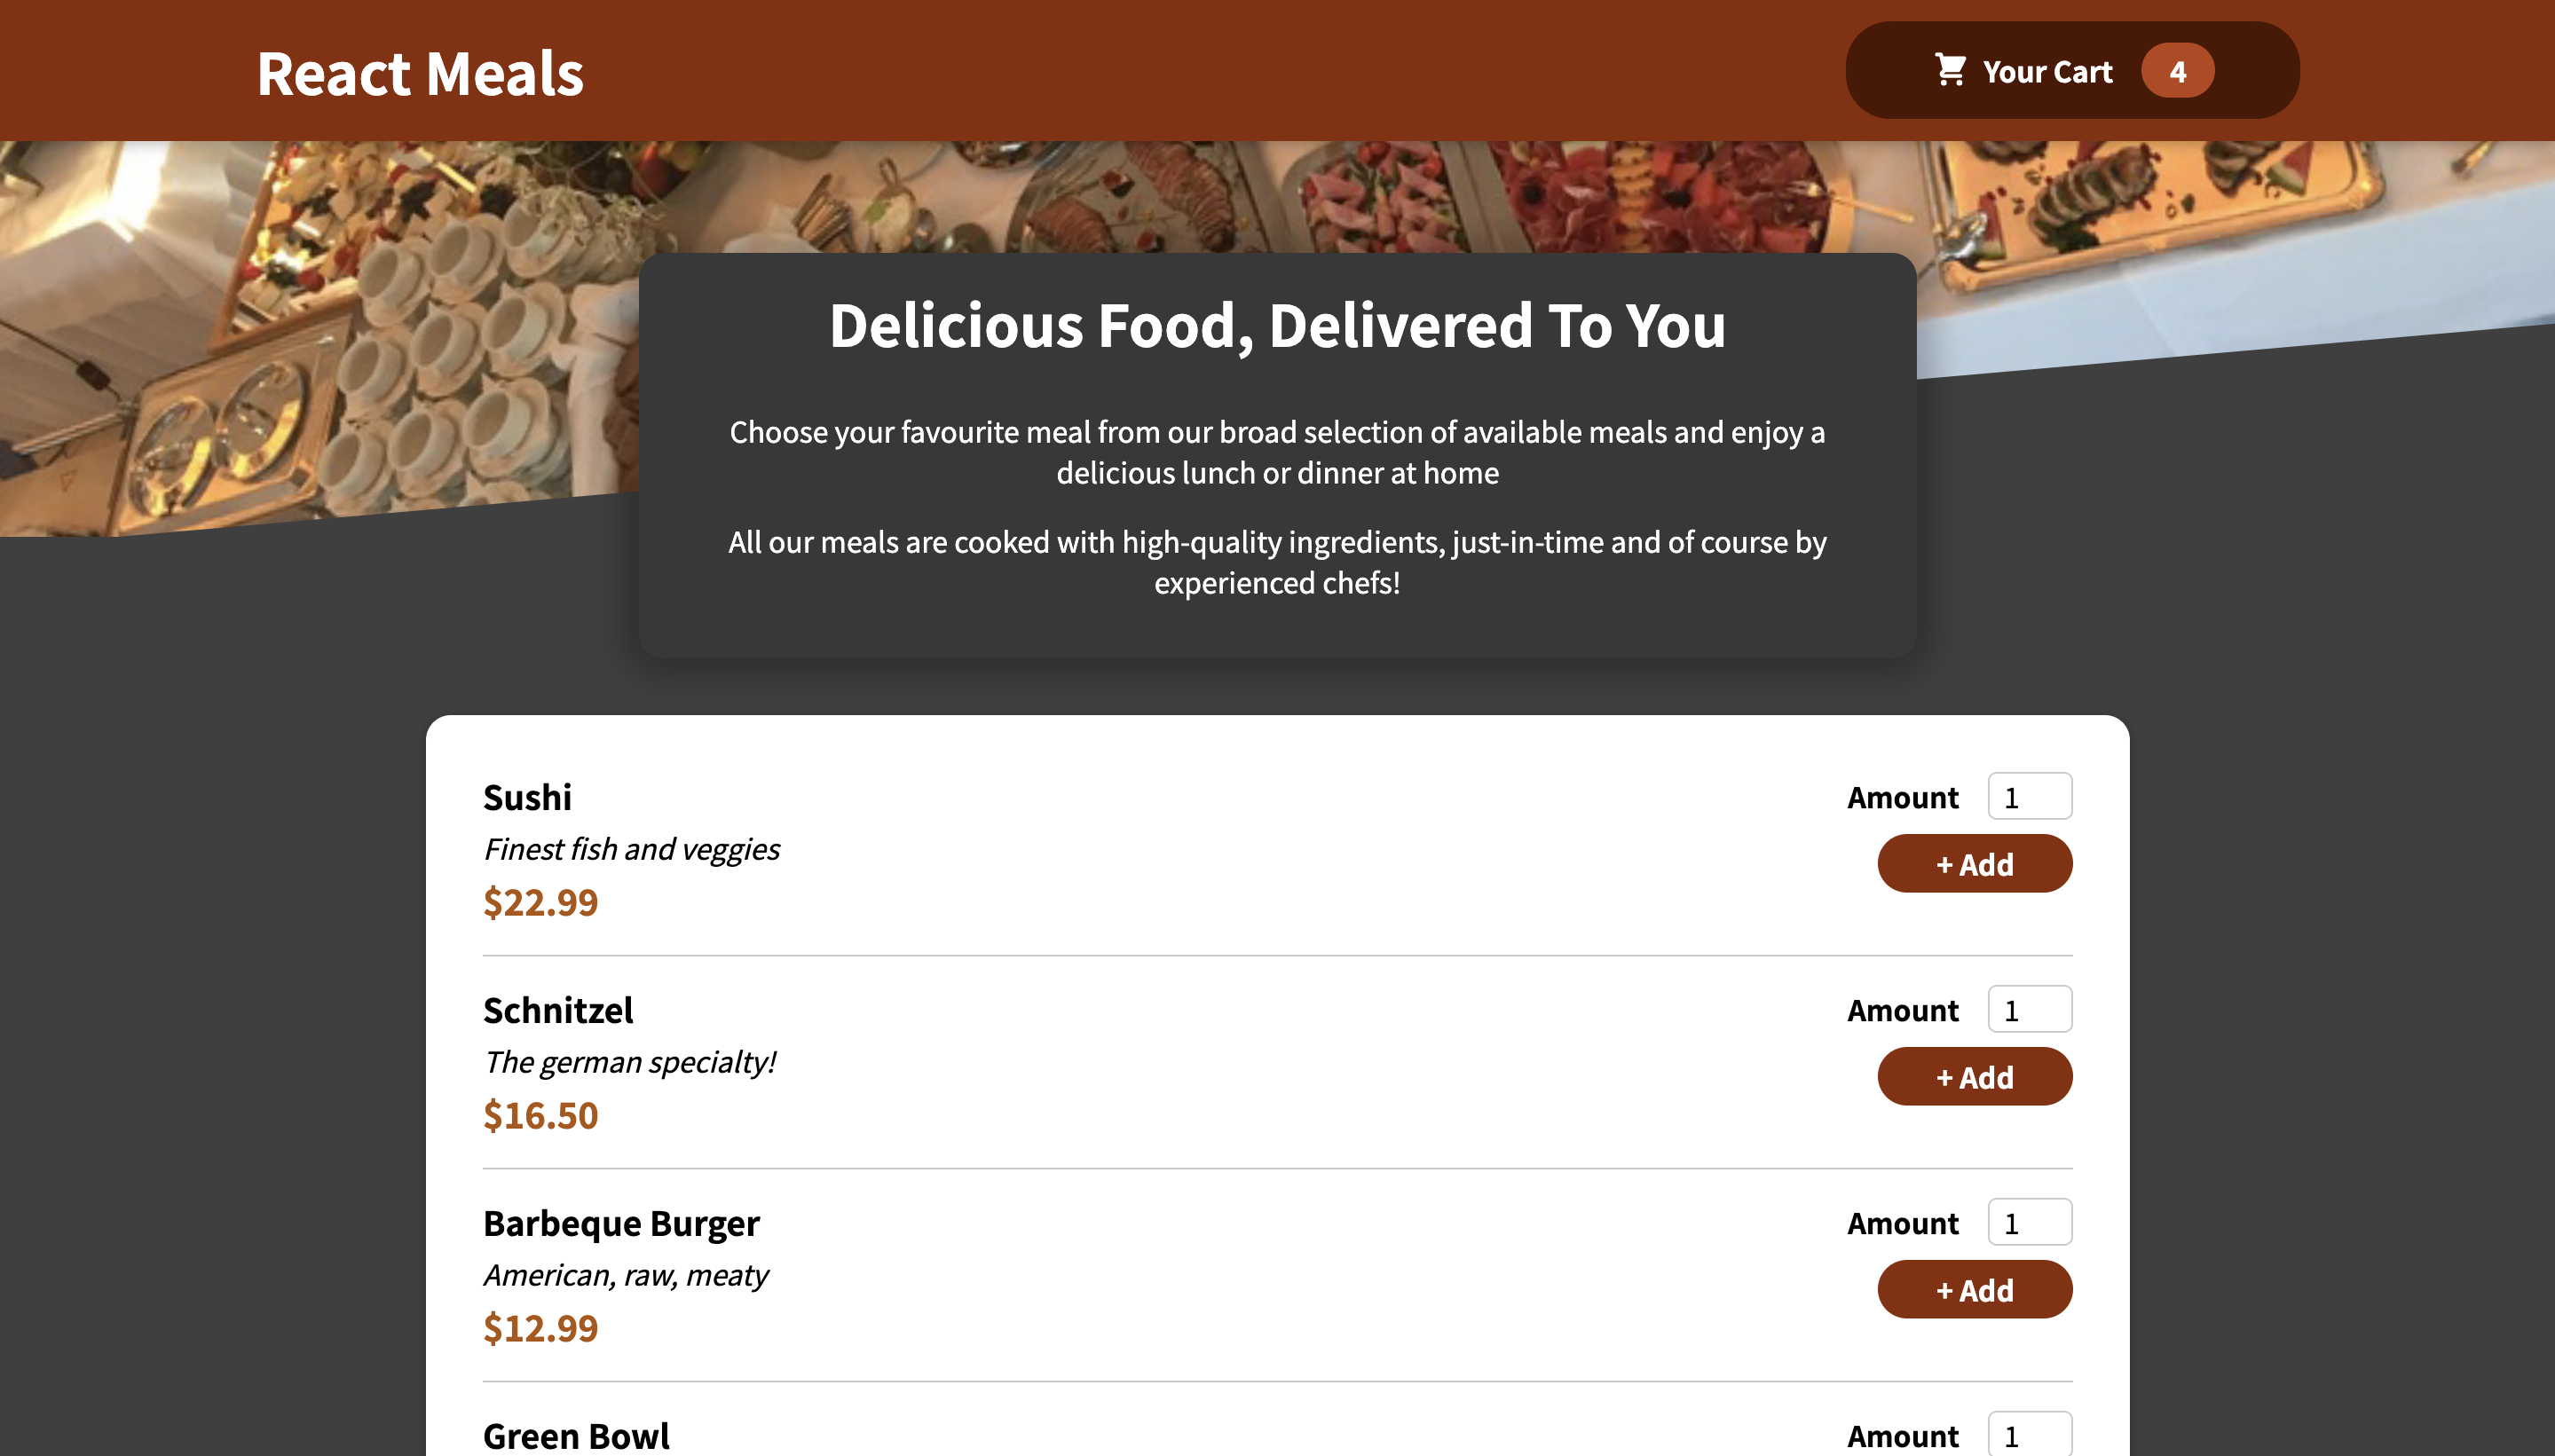 React Meals
Your Cart 4
Delicious Food, Delivered To You
Choose your favourite meal from our broad selection of available meals and enjoy a
delicious lunch or dinner at home
All our meals are cooked with high-quality ingredients, just-in-time and of course by
experienced chefs!
Sushi
Amount 1
Finest fish and veggies
+ Add
$22.99
Schnitzel
Amount 1
The german specialty!
+ Add
$16.50
Barbeque Burger
Amount 1
American, raw, meaty
+ Add
$12.99
Green Bowl
Amount 1